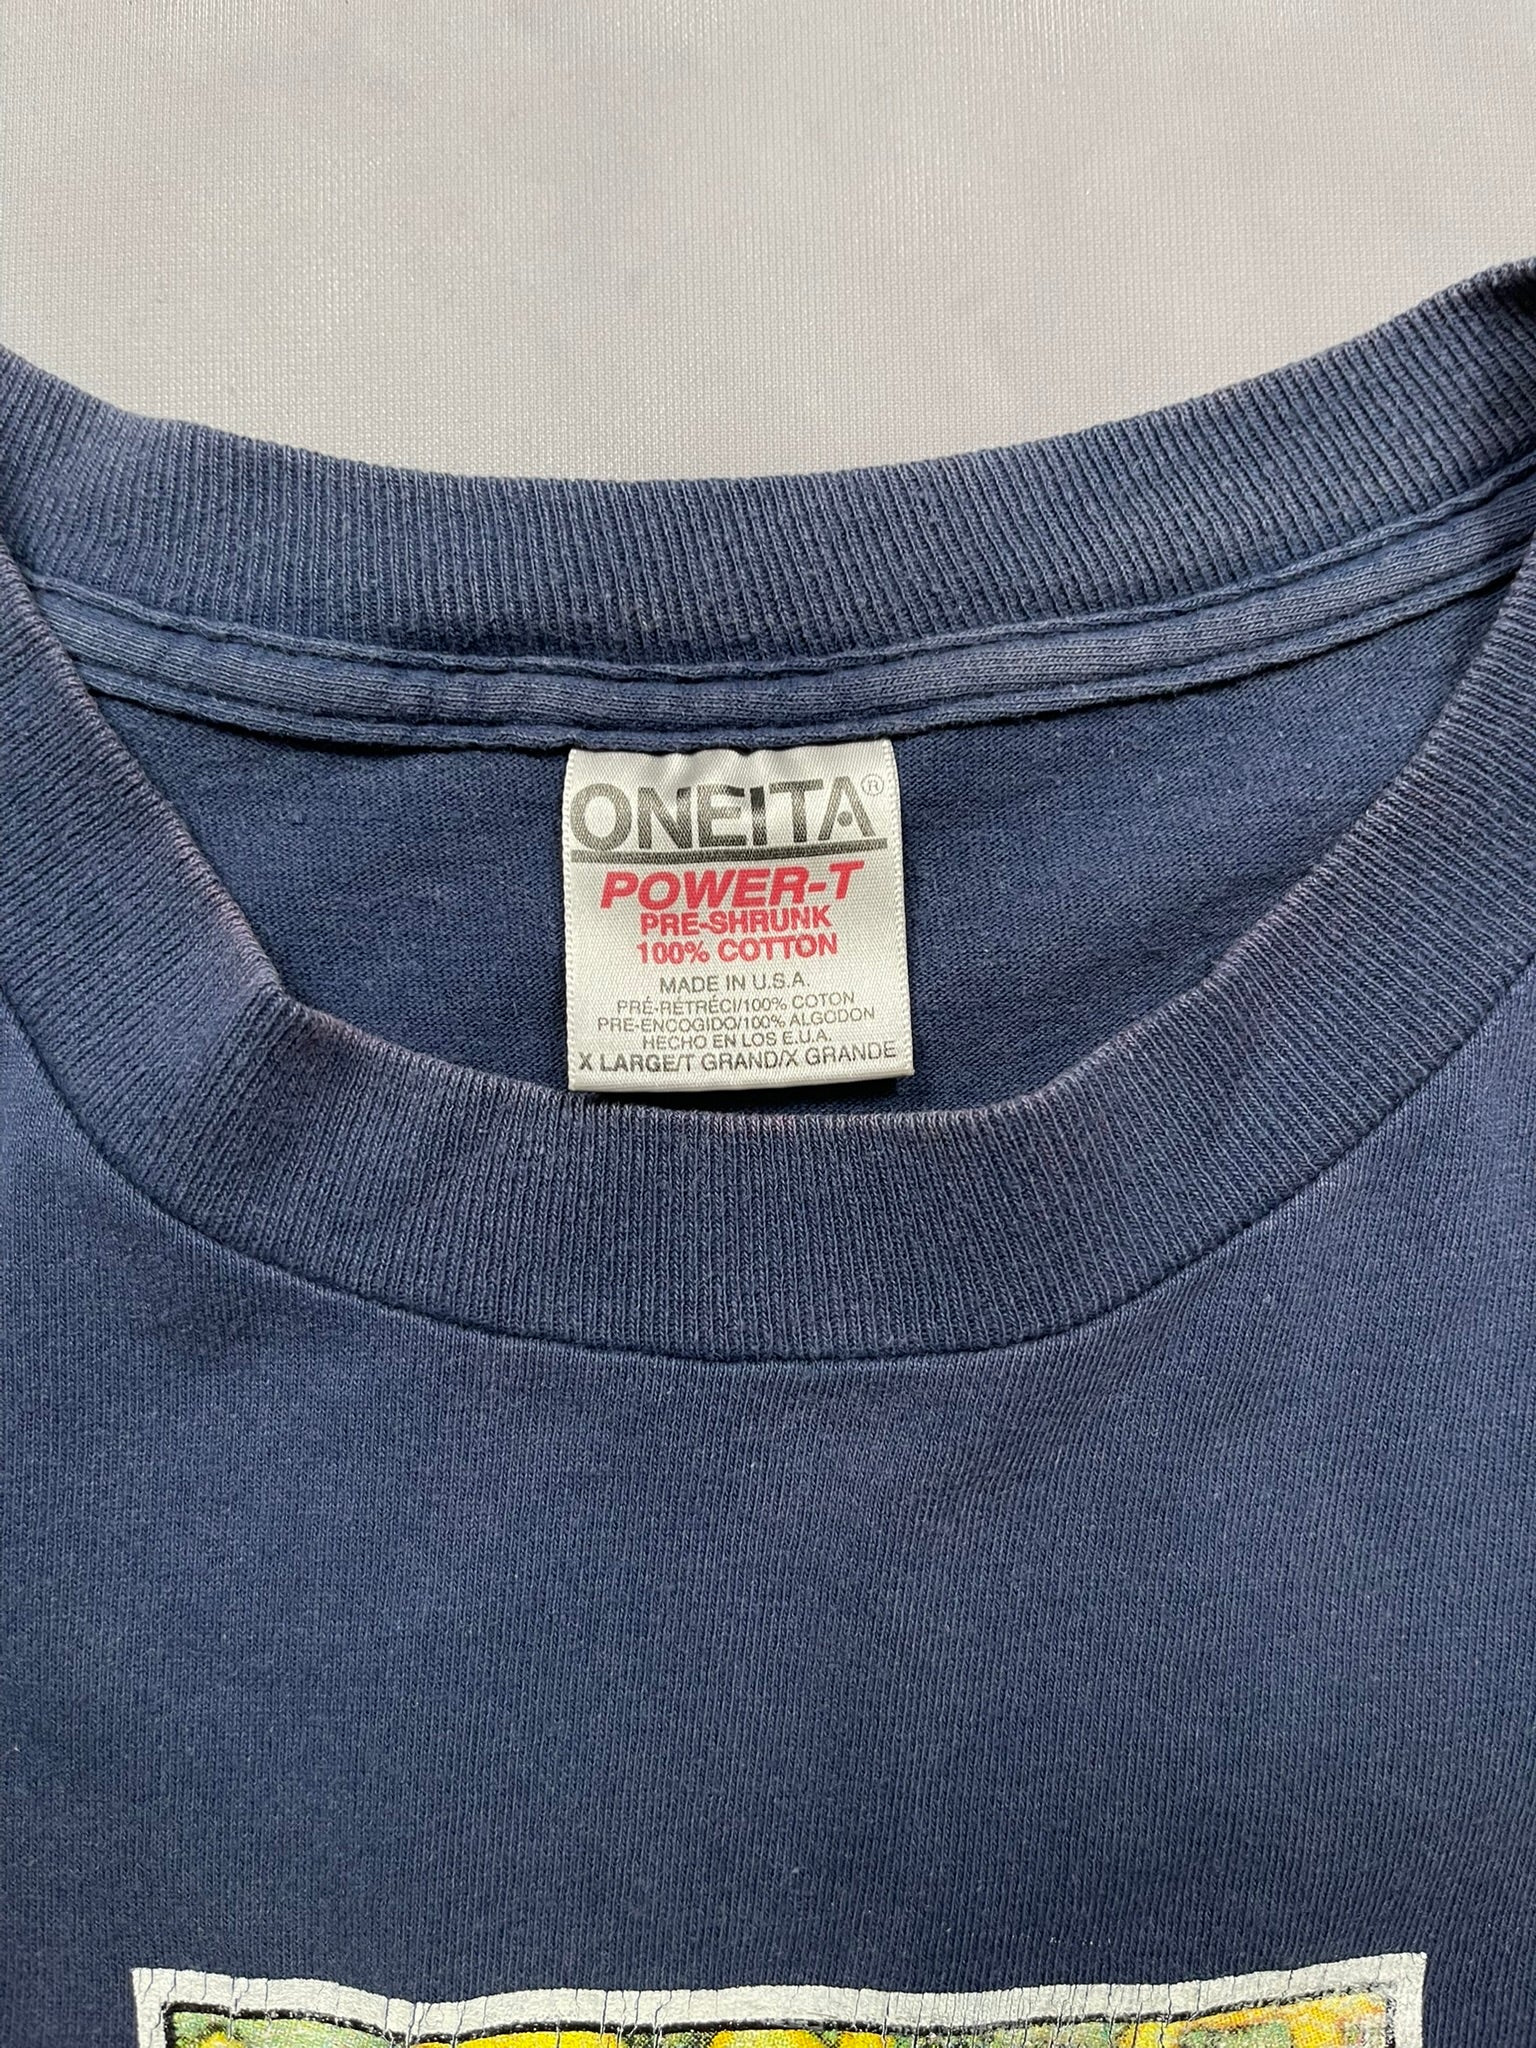 ONEITA®
POWER-T
PRE-SHRUNK
100% COTTON
MADE IN U.S.A.
PRÉ-RÉTRÉCI/100% COTON
PRE-ENCOGIDO/100% ALGODON
HECHO EN LOS E.U.A.
X LARGE/T GRAND/X GRANDE